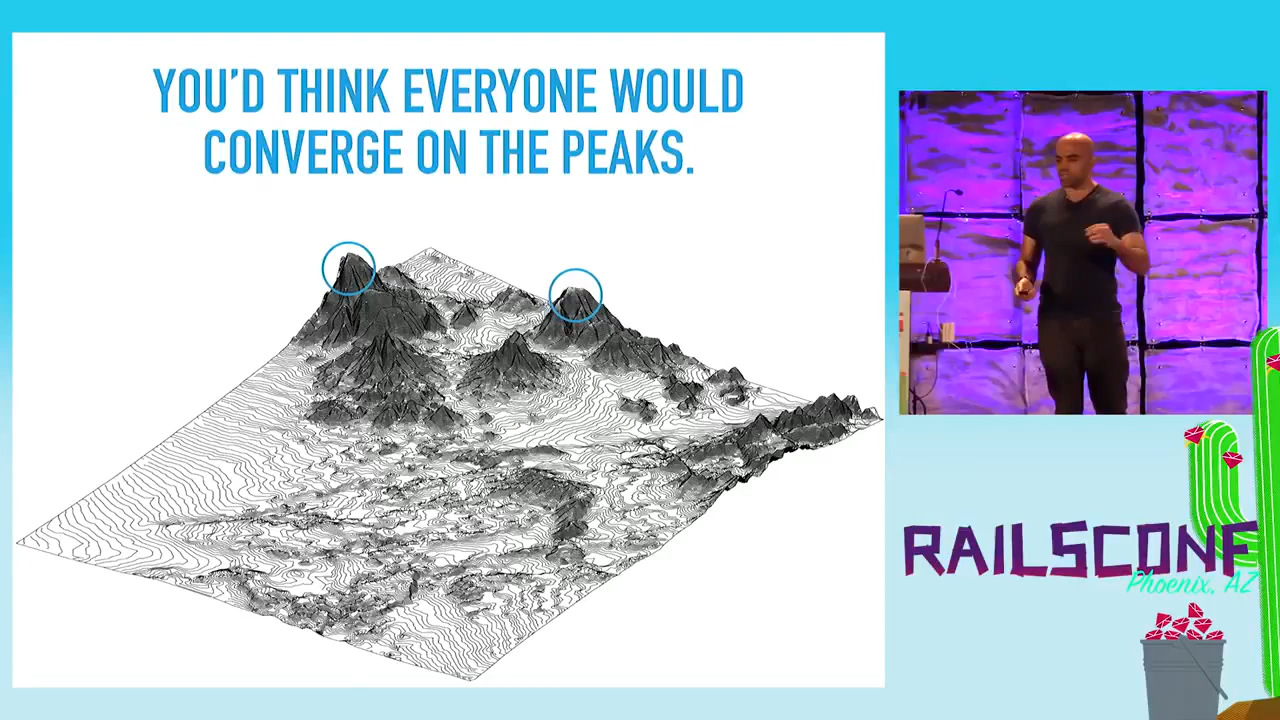 YOU'D THINK EVERYONE WOULD
CONVERGE ON THE PEAKS.
RAILSCONF
Phoenix, AZ